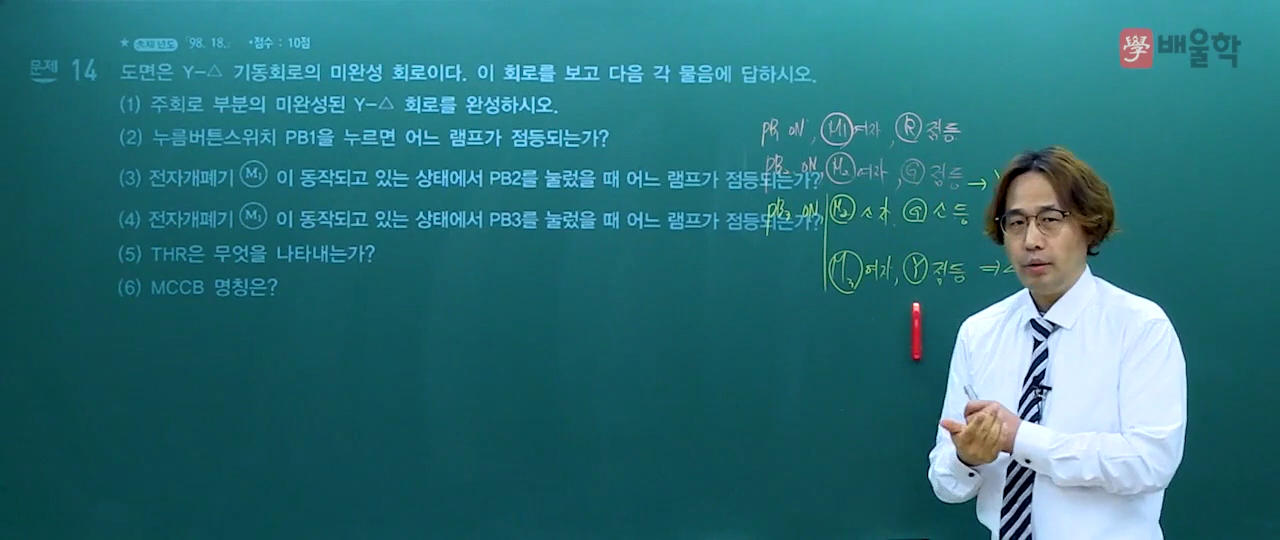 ★ 출제년도 '98. 18. •점수 : 10점
學 배울학
문제 14 도면은 Y-△ 기동회로의 미완성 회로이다. 이 회로를 보고 다음 각 물음에 답하시오.
(1) 주회로 부분의 미완성된 Y-△ 회로를 완성하시오.
(2) 누름버튼스위치 PB1을 누르면 어느 램프가 점등되는가?
(3) 전자개폐기 M₁ 이 동작되고 있는 상태에서 PB2를 눌렀을 때 어느 램프가 점등되는가?
(4) 전자개폐기 M₁ 이 동작되고 있는 상태에서 PB3를 눌렀을 때 어느 램프가 점등되는가?
(5) THR은 무엇을 나타내는가?
(6) MCCB 명칭은?
PB₁ ON, M1 여자, R 점등
PB₂ ON, M₂ 여자, G 점등 →
PB₃ ON M₂ 소자, G 소등
M₃ 여자, Y 점등 ⇒